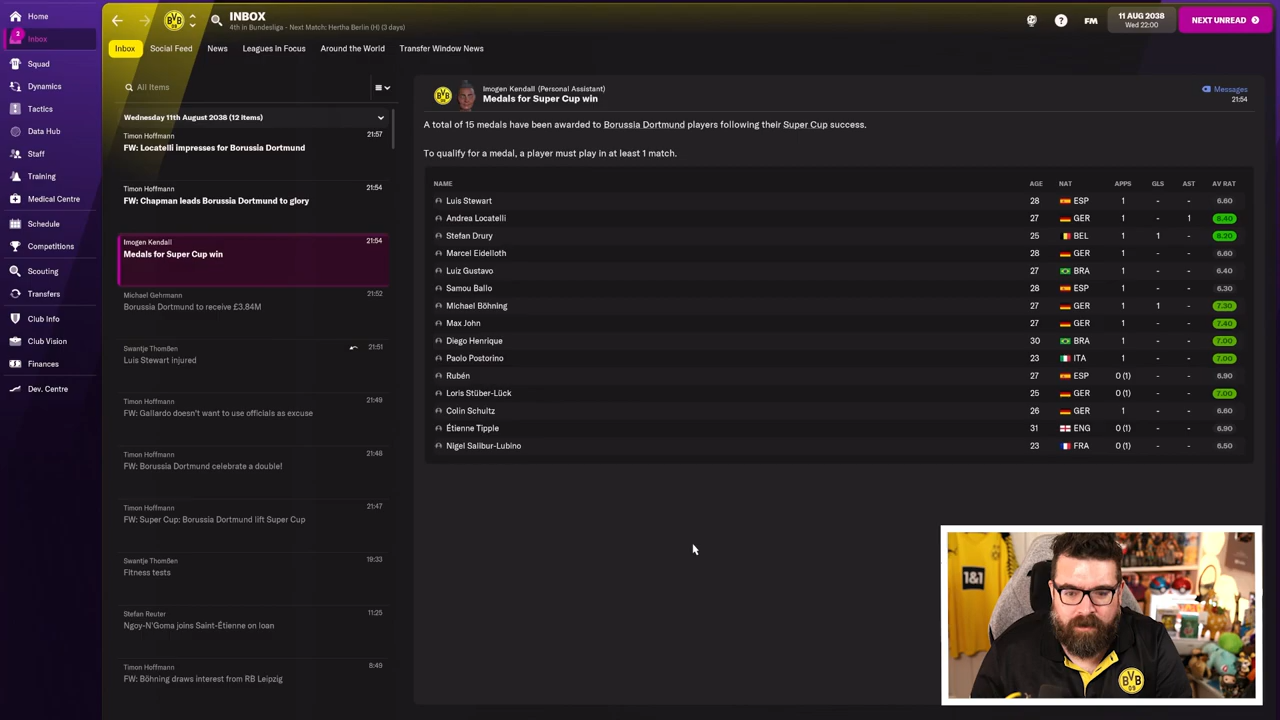 Home
INBOX
4th in Bundesliga - Next Match: Hertha Berlin (H) (3 days)
FM
11 AUG 2038
Wed 22:00
NEXT UNREAD
3
Inbox
Squad
Dynamics
Tactics
Data Hub
Staff
Training
Medical Centre
Schedule
Competitions
Scouting
Transfers
Club Info
Club Vision
Finances
Dev. Centre
Inbox
Social Feed
News
Leagues in Focus
Around the World
Transfer Window News
All Items
Wednesday 11th August 2038 (12 items)
Timon Hoffmann 21:57
FW: Locatelli impresses for Borussia Dortmund
Timon Hoffmann 21:54
FW: Chapman leads Borussia Dortmund to glory
Imogen Kendall 21:54
Medals for Super Cup win
Michael Gehrmann 21:52
Borussia Dortmund to receive £3.84M
Swantje Thomßen 21:51
Luis Stewart injured
Timon Hoffmann 21:49
FW: Gallardo doesn't want to use officials as excuse
Timon Hoffmann 21:48
FW: Borussia Dortmund celebrate a double!
Timon Hoffmann 21:47
FW: Super Cup: Borussia Dortmund lift Super Cup
Swantje Thomßen 19:33
Fitness tests
Stefan Reuter 11:25
Ngoy-N'Goma joins Saint-Étienne on loan
Timon Hoffmann 8:49
FW: Böhning draws interest from RB Leipzig
Imogen Kendall (Personal Assistant)
Medals for Super Cup win
Messages
21:54
A total of 15 medals have been awarded to Borussia Dortmund players following their Super Cup success.
To qualify for a medal, a player must play in at least 1 match.
NAME AGE NAT APPS GLS AST AV RAT
Luis Stewart 28 ESP 1 - - 6.60
Andrea Locatelli 27 GER 1 - 1 8.40
Stefan Drury 25 BEL 1 1 - 8.20
Marcel Eidelloth 28 GER 1 - - 6.60
Luiz Gustavo 27 BRA 1 - - 6.40
Samou Ballo 28 ESP 1 - - 6.30
Michael Böhning 27 GER 1 1 - 7.30
Max John 27 GER 1 - - 7.40
Diego Henrique 30 BRA 1 - - 7.00
Paolo Postorino 23 ITA 1 - - 7.00
Rubén 27 ESP 0 (1) - - 6.90
Loris Stüber-Lück 25 GER 0 (1) - - 7.00
Colin Schultz 26 GER 1 - - 6.60
Étienne Tipple 31 ENG 0 (1) - - 6.90
Nigel Salibur-Lubino 23 FRA 0 (1) - - 6.50
1&1
BVB
09